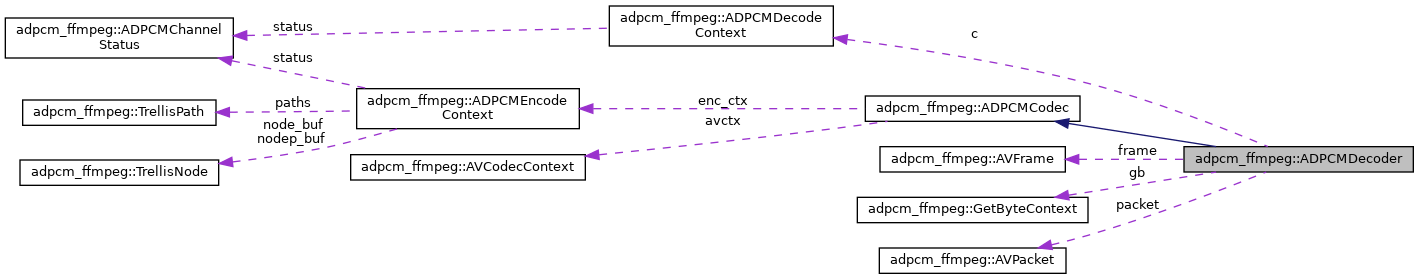 adpcm_ffmpeg::ADPCMChannel
Status
status
adpcm_ffmpeg::ADPCMDecode
Context
c
status
adpcm_ffmpeg::TrellisPath
paths
adpcm_ffmpeg::ADPCMEncode
Context
enc_ctx
adpcm_ffmpeg::ADPCMCodec
node_buf
nodep_buf
avctx
adpcm_ffmpeg::TrellisNode
adpcm_ffmpeg::AVCodecContext
adpcm_ffmpeg::AVFrame
frame
adpcm_ffmpeg::ADPCMDecoder
gb
adpcm_ffmpeg::GetByteContext
packet
adpcm_ffmpeg::AVPacket